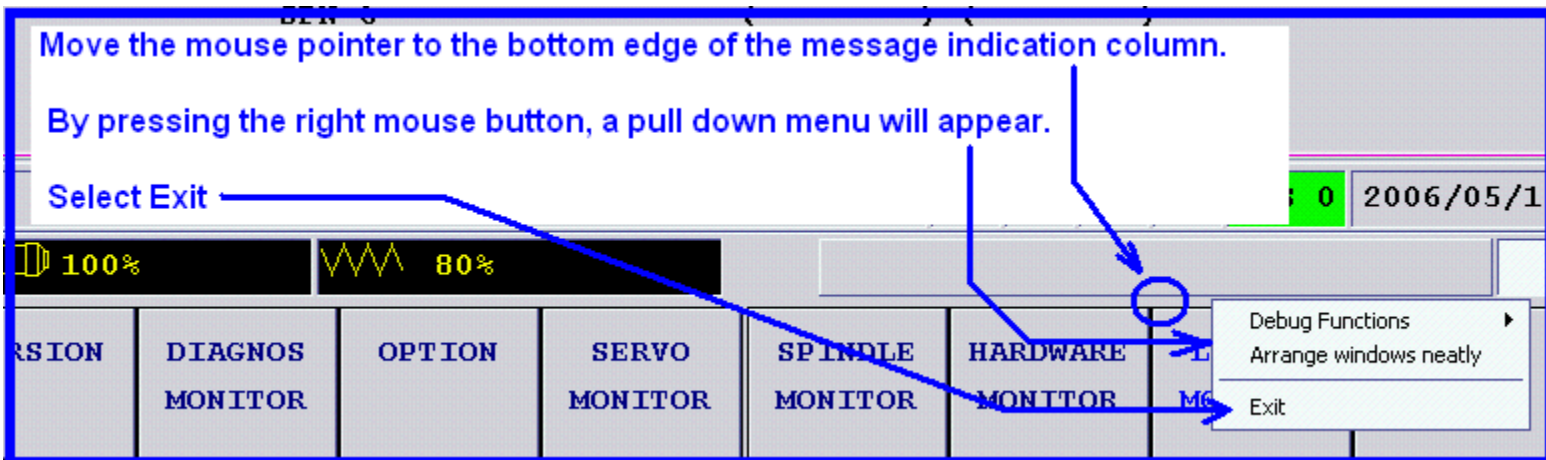 Move the mouse pointer to the bottom edge of the message indication column.
By pressing the right mouse button, a pull down menu will appear.
Select Exit
0 2006/05/1
100% 80%
RSION DIAGNOS MONITOR OPTION SERVO MONITOR SPINDLE MONITOR HARDWARE MONITOR
Debug Functions
Arrange windows neatly
Exit